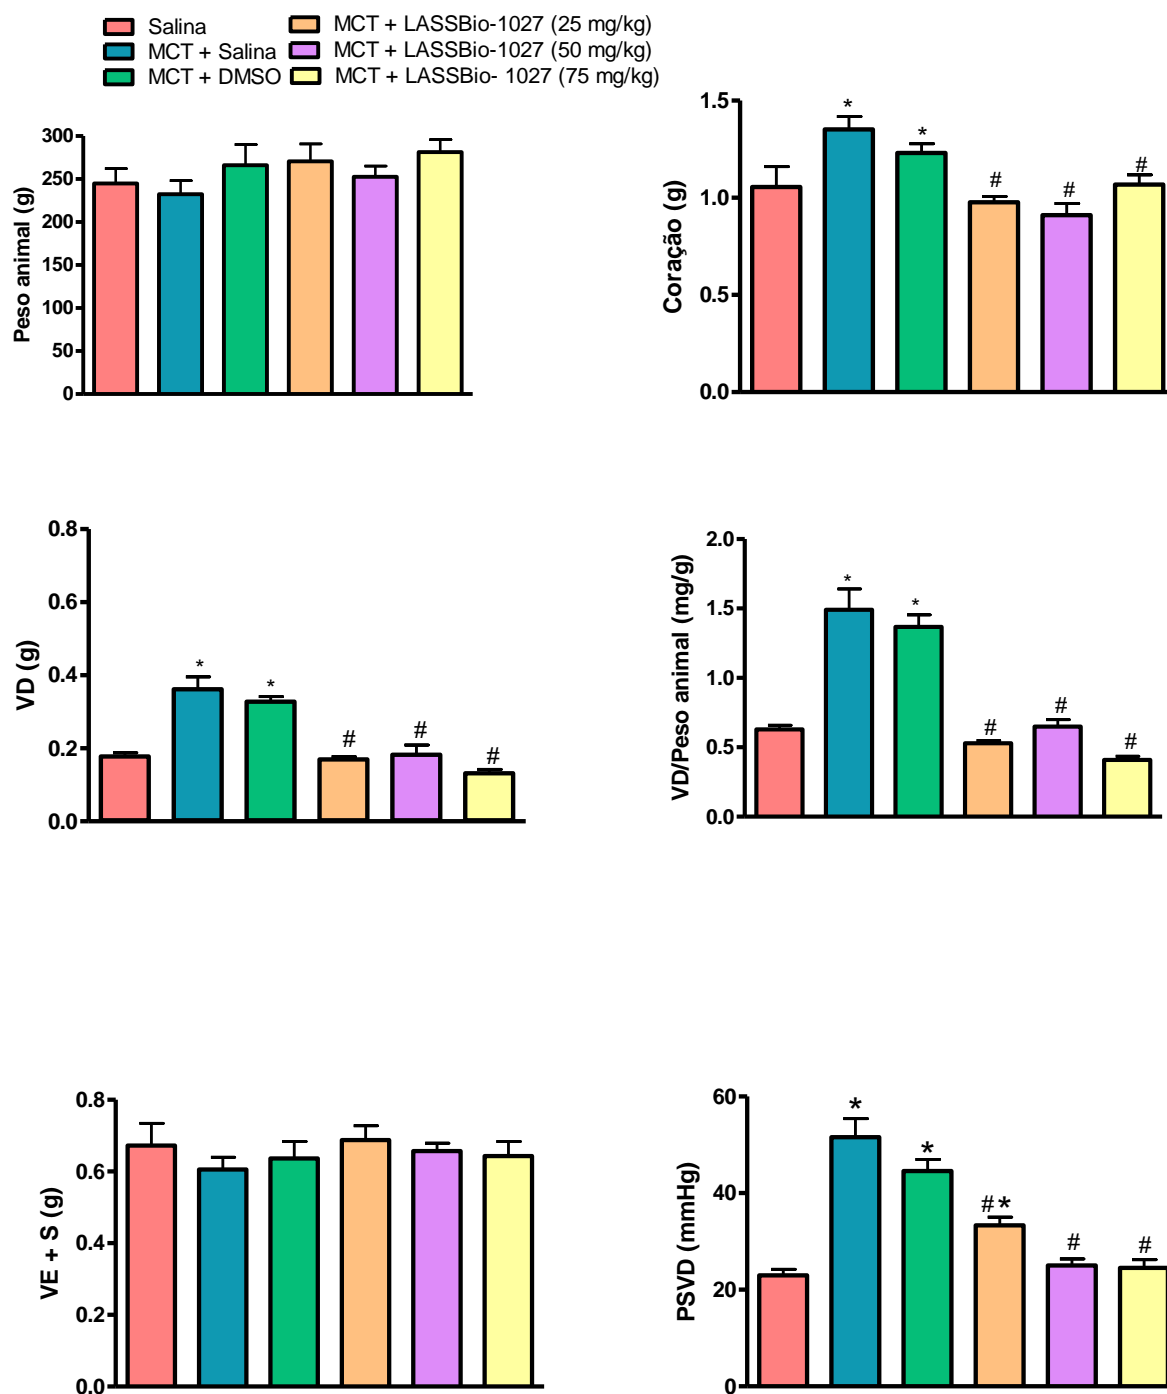 Salina
MCT + Salina
MCT + DMSO
MCT + LASSBio-1027 (25 mg/kg)
MCT + LASSBio-1027 (50 mg/kg)
MCT + LASSBio- 1027 (75 mg/kg)
Peso animal (g)
300
250
200
150
100
50
0
Coração (g)
1.5
1.0
0.5
0.0
* * # # #
VD (g)
0.8
0.6
0.4
0.2
0.0
* * # # #
VD/Peso animal (mg/g)
2.0
1.5
1.0
0.5
0.0
* * # # #
VE + S (g)
0.8
0.6
0.4
0.2
0.0
PSVD (mmHg)
60
40
20
0
* * #* # #